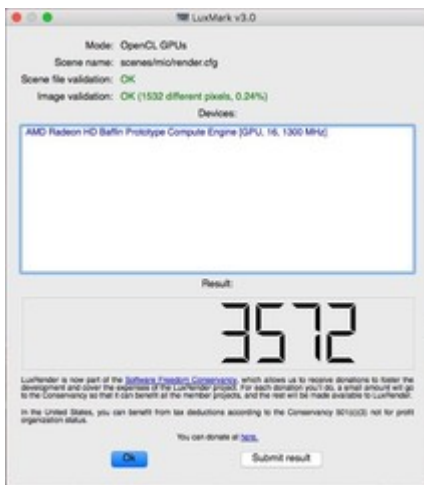 LuxMark v3.0
Mode: OpenCL GPUs
Scene name: scenes/mic/render.cfg
Scene file validation: OK
Image validation: OK (1532 different pixels, 0.24%)
Devices:
AMD Radeon HD Baffin Prototype Compute Engine [GPU, 16, 1300 MHz]
Result:
3572
LuxRender is now part of the Software Freedom Conservancy, which allows us to receive donations to foster the
development and cover the expenses of the LuxRender project. For each donation you'll do, a small amount will go
to the Conservancy so that it can benefit all the member projects, and the rest will be made available to LuxRender.
In the United States, you can benefit from tax deductions according to the Conservancy 501(c)(3) not for profit
organization status.
You can donate at here.
Ok
Submit result